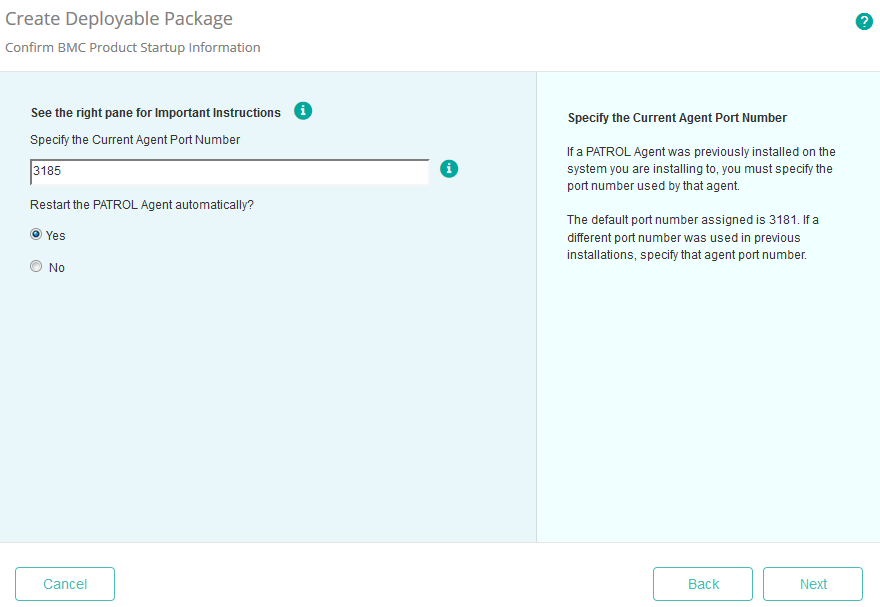 Create Deployable Package
?
Confirm BMC Product Startup Information
See the right pane for Important Instructions
i
Specify the Current Agent Port Number
3185
i
Restart the PATROL Agent automatically?
Yes
No
Specify the Current Agent Port Number
If a PATROL Agent was previously installed on the
system you are installing to, you must specify the
port number used by that agent.
The default port number assigned is 3181. If a
different port number was used in previous
installations, specify that agent port number.
Cancel
Back
Next